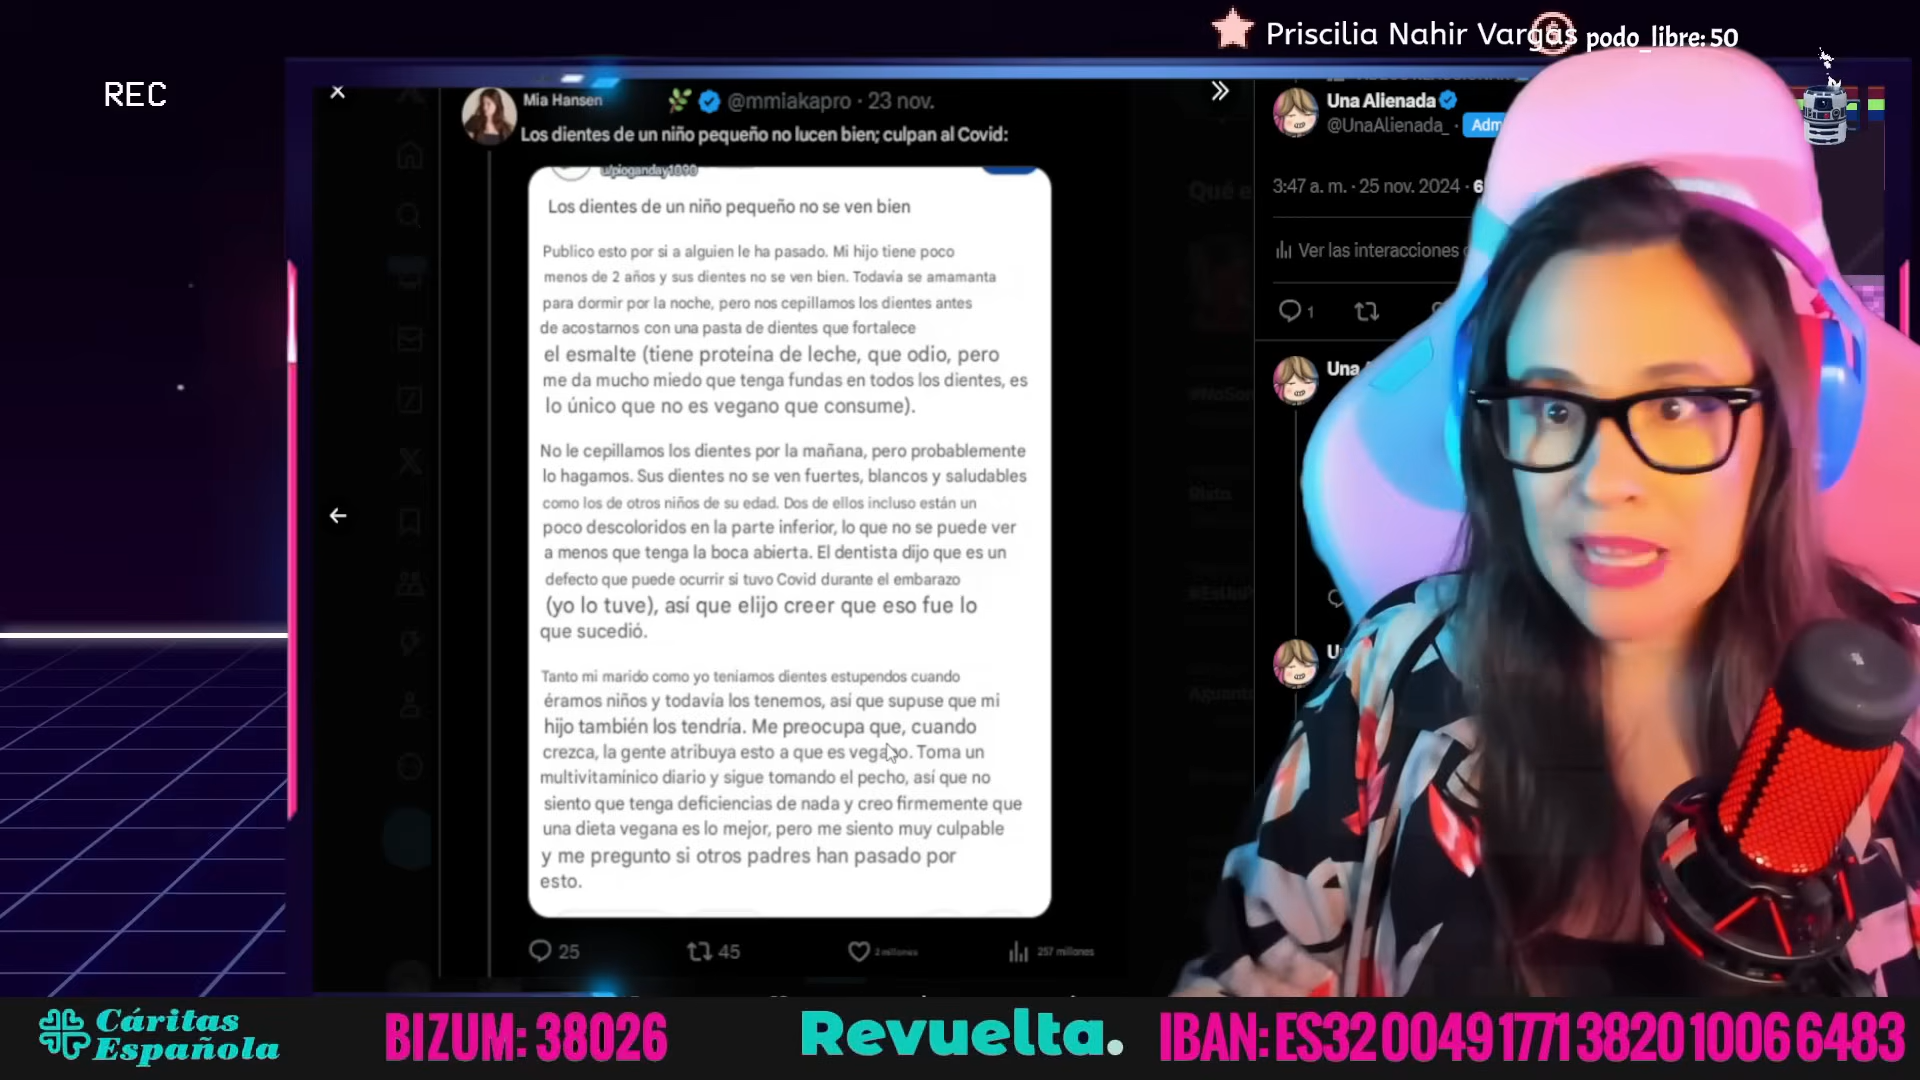 Priscilia Nahir Vargas podo_libre: 50
REC
Mia Hansen @mmiakapro · 23 nov.
Los dientes de un niño pequeño no lucen bien; culpan al Covid:
Los dientes de un niño pequeño no se ven bien
Publico esto por si a alguien le ha pasado. Mi hijo tiene poco
menos de 2 años y sus dientes no se ven bien. Todavía se amamanta
para dormir por la noche, pero nos cepillamos los dientes antes
de acostarnos con una pasta de dientes que fortalece
el esmalte (tiene proteína de leche, que odio, pero
me da mucho miedo que tenga fundas en todos los dientes, es
lo único que no es vegano que consume).
No le cepillamos los dientes por la mañana, pero probablemente
lo hagamos. Sus dientes no se ven fuertes, blancos y saludables
como los de otros niños de su edad. Dos de ellos incluso están un
poco descoloridos en la parte inferior, lo que no se puede ver
a menos que tenga la boca abierta. El dentista dijo que es un
defecto que puede ocurrir si tuvo Covid durante el embarazo
(yo lo tuve), así que elijo creer que eso fue lo
que sucedió.
Tanto mi marido como yo teníamos dientes estupendos cuando
éramos niños y todavía los tenemos, así que supuse que mi
hijo también los tendría. Me preocupa que, cuando
crezca, la gente atribuya esto a que es vegano. Toma un
multivitamínico diario y sigue tomando el pecho, así que no
siento que tenga deficiencias de nada y creo firmemente que
una dieta vegana es lo mejor, pero me siento muy culpable
y me pregunto si otros padres han pasado por
esto.
25 45 2 millones 257 millones
Una Alienada
@UnaAlienada_ · Adm
3:47 a. m. · 25 nov. 2024 · 6
Ver las interacciones
1
Una
U
Qué e
#NoSor
Aguant
Cáritas
Española
BIZUM: 38026
Revuelta.
IBAN: ES32 0049 1771 3820 1006 6483